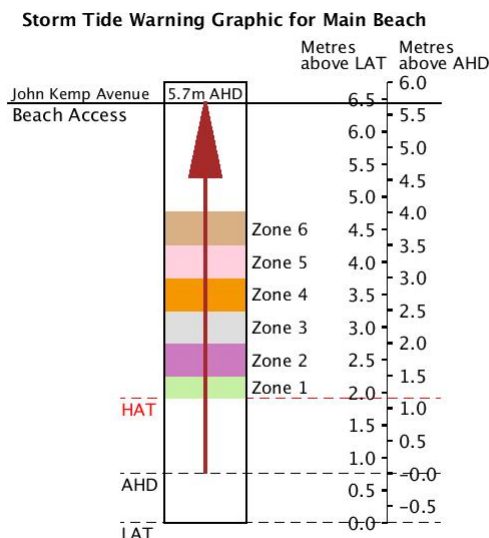 Storm Tide Warning Graphic for Main Beach
Metres above LAT
Metres above AHD
6.0
John Kemp Avenue 5.7m AHD 6.5 5.5
Beach Access
6.0 5.0
5.5 4.5
5.0 4.0
Zone 6 4.5 3.5
Zone 5 4.0 3.0
Zone 4 3.5 2.5
Zone 3 3.0 2.0
Zone 2 2.5 1.5
Zone 1 2.0
HAT 1.0
1.5 0.5
1.0 -0.0
AHD 0.5 -0.5
LAT 0.0